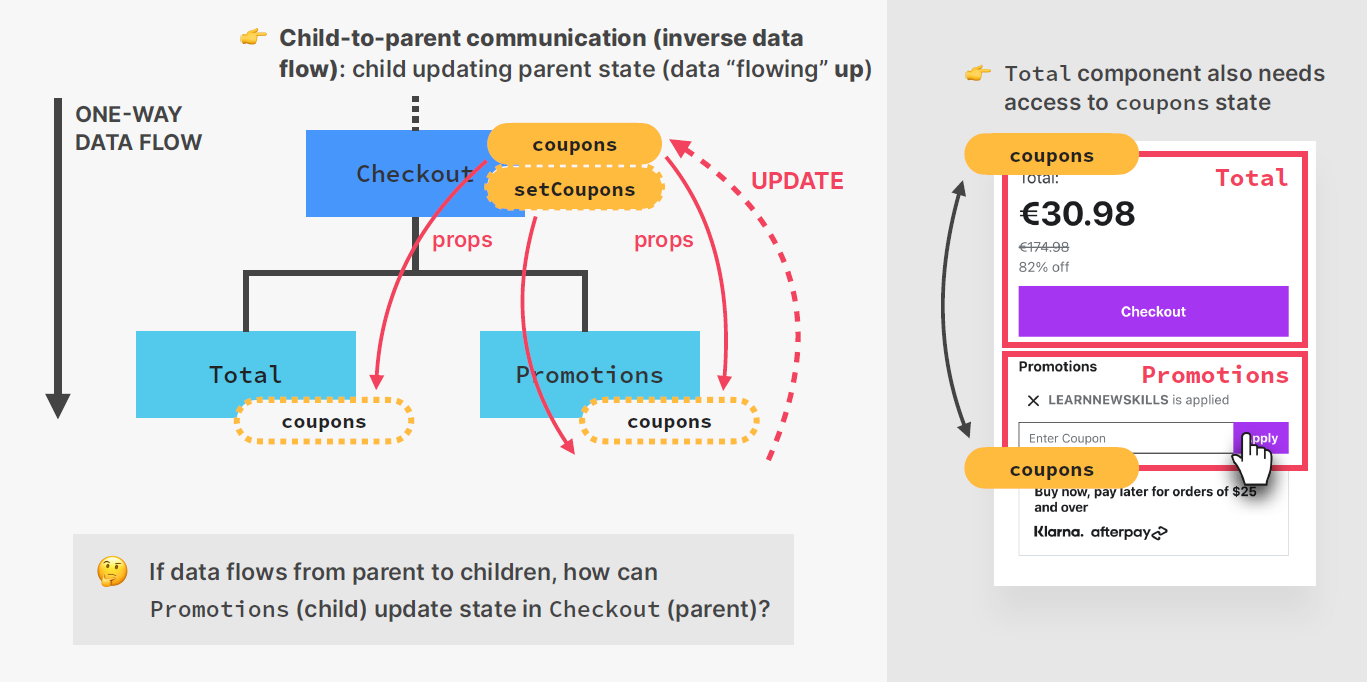 👉 Child-to-parent communication (inverse data
flow): child updating parent state (data “flowing” up)
ONE-WAY
DATA FLOW
Checkout
coupons
setCoupons
UPDATE
props
props
Total
coupons
Promotions
coupons
🤔 If data flows from parent to children, how can
Promotions (child) update state in Checkout (parent)?
👉 Total component also needs
access to coupons state
coupons
Total:
Total
€30.98
€174.98
82% off
Checkout
Promotions
Promotions
LEARNNEWSKILLS is applied
Enter Coupon
Apply
coupons
Buy now, pay later for orders of $25
and over
Klarna. afterpay